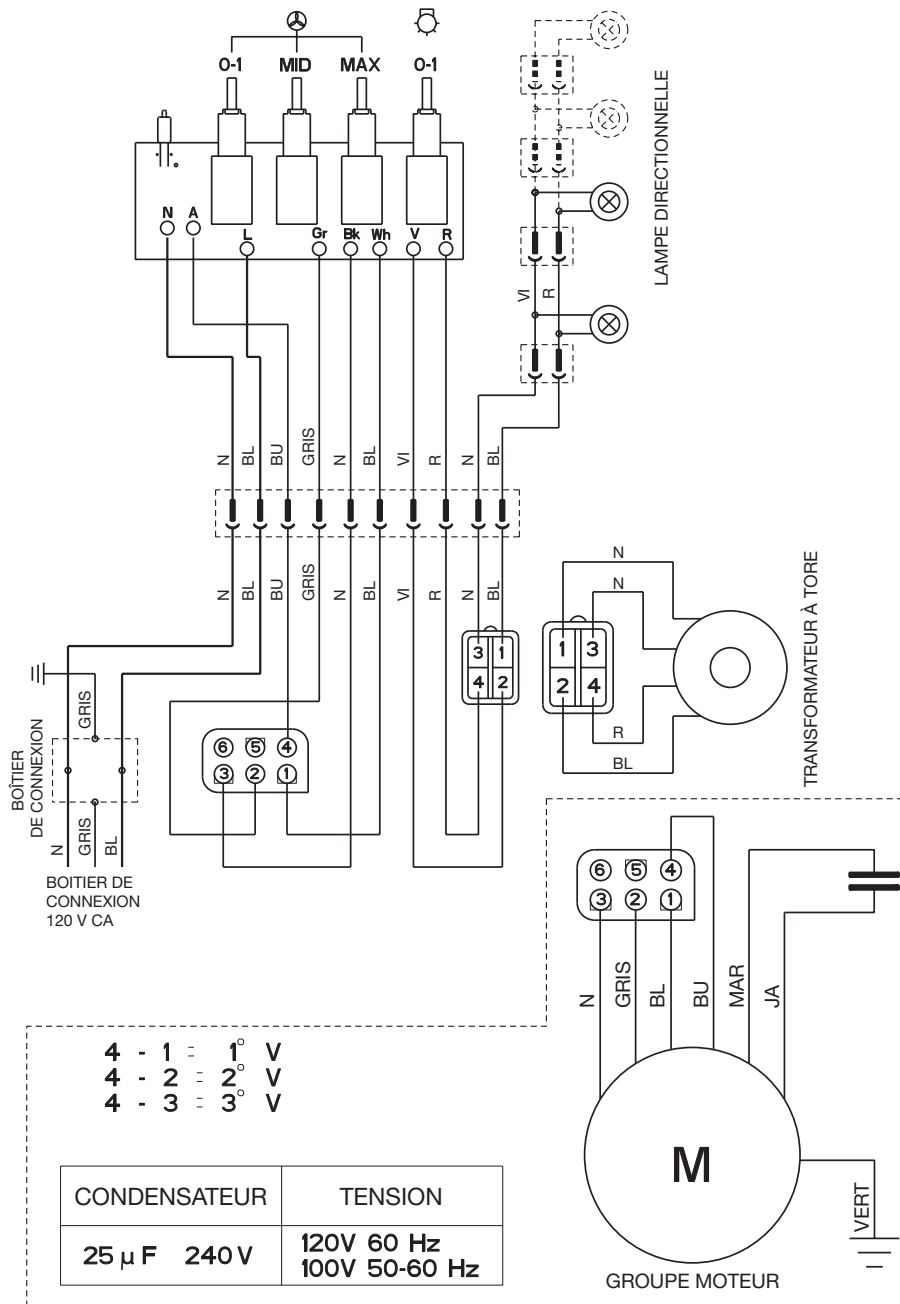 0-1 MID MAX 0-1
N A
L Gr Bk Wh V R
LAMPE DIRECTIONNELLE
VI R
N BL BU GRIS N BL VI R N BL
N BL BU GRIS N BL VI R N BL
3 1
4 2
N
N
1 3
2 4
R
BL
TRANSFORMATEUR À TORE
GRIS
BOÎTIER
DE CONNEXION
6 5 4
3 2 1
N GRIS BL
BOITIER DE
CONNEXION
120 V CA
6 5 4
3 2 1
N GRIS BL BU MAR JA
M
VERT
GROUPE MOTEUR
4 - 1 = 1° V
4 - 2 = 2° V
4 - 3 = 3° V
CONDENSATEUR TENSION
25 µF 240 V
120V 60 Hz
100V 50-60 Hz